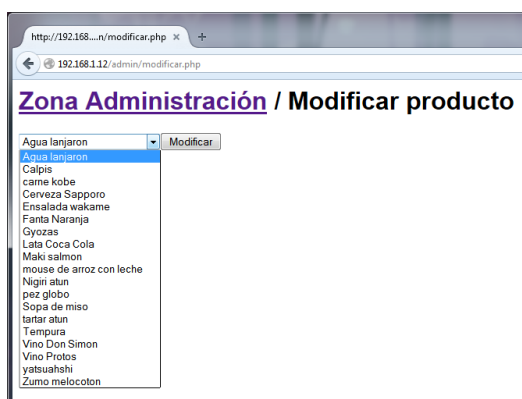 http://192.168....n/modificar.php × +
192.168.1.12/admin/modificar.php
Zona Administración / Modificar producto
Agua lanjaron Modificar
Agua lanjaron
Calpis
carne kobe
Cerveza Sapporo
Ensalada wakame
Fanta Naranja
Gyozas
Lata Coca Cola
Maki salmon
mouse de arroz con leche
Nigiri atun
pez globo
Sopa de miso
tartar atun
Tempura
Vino Don Simon
Vino Protos
yatsuahshi
Zumo melocoton